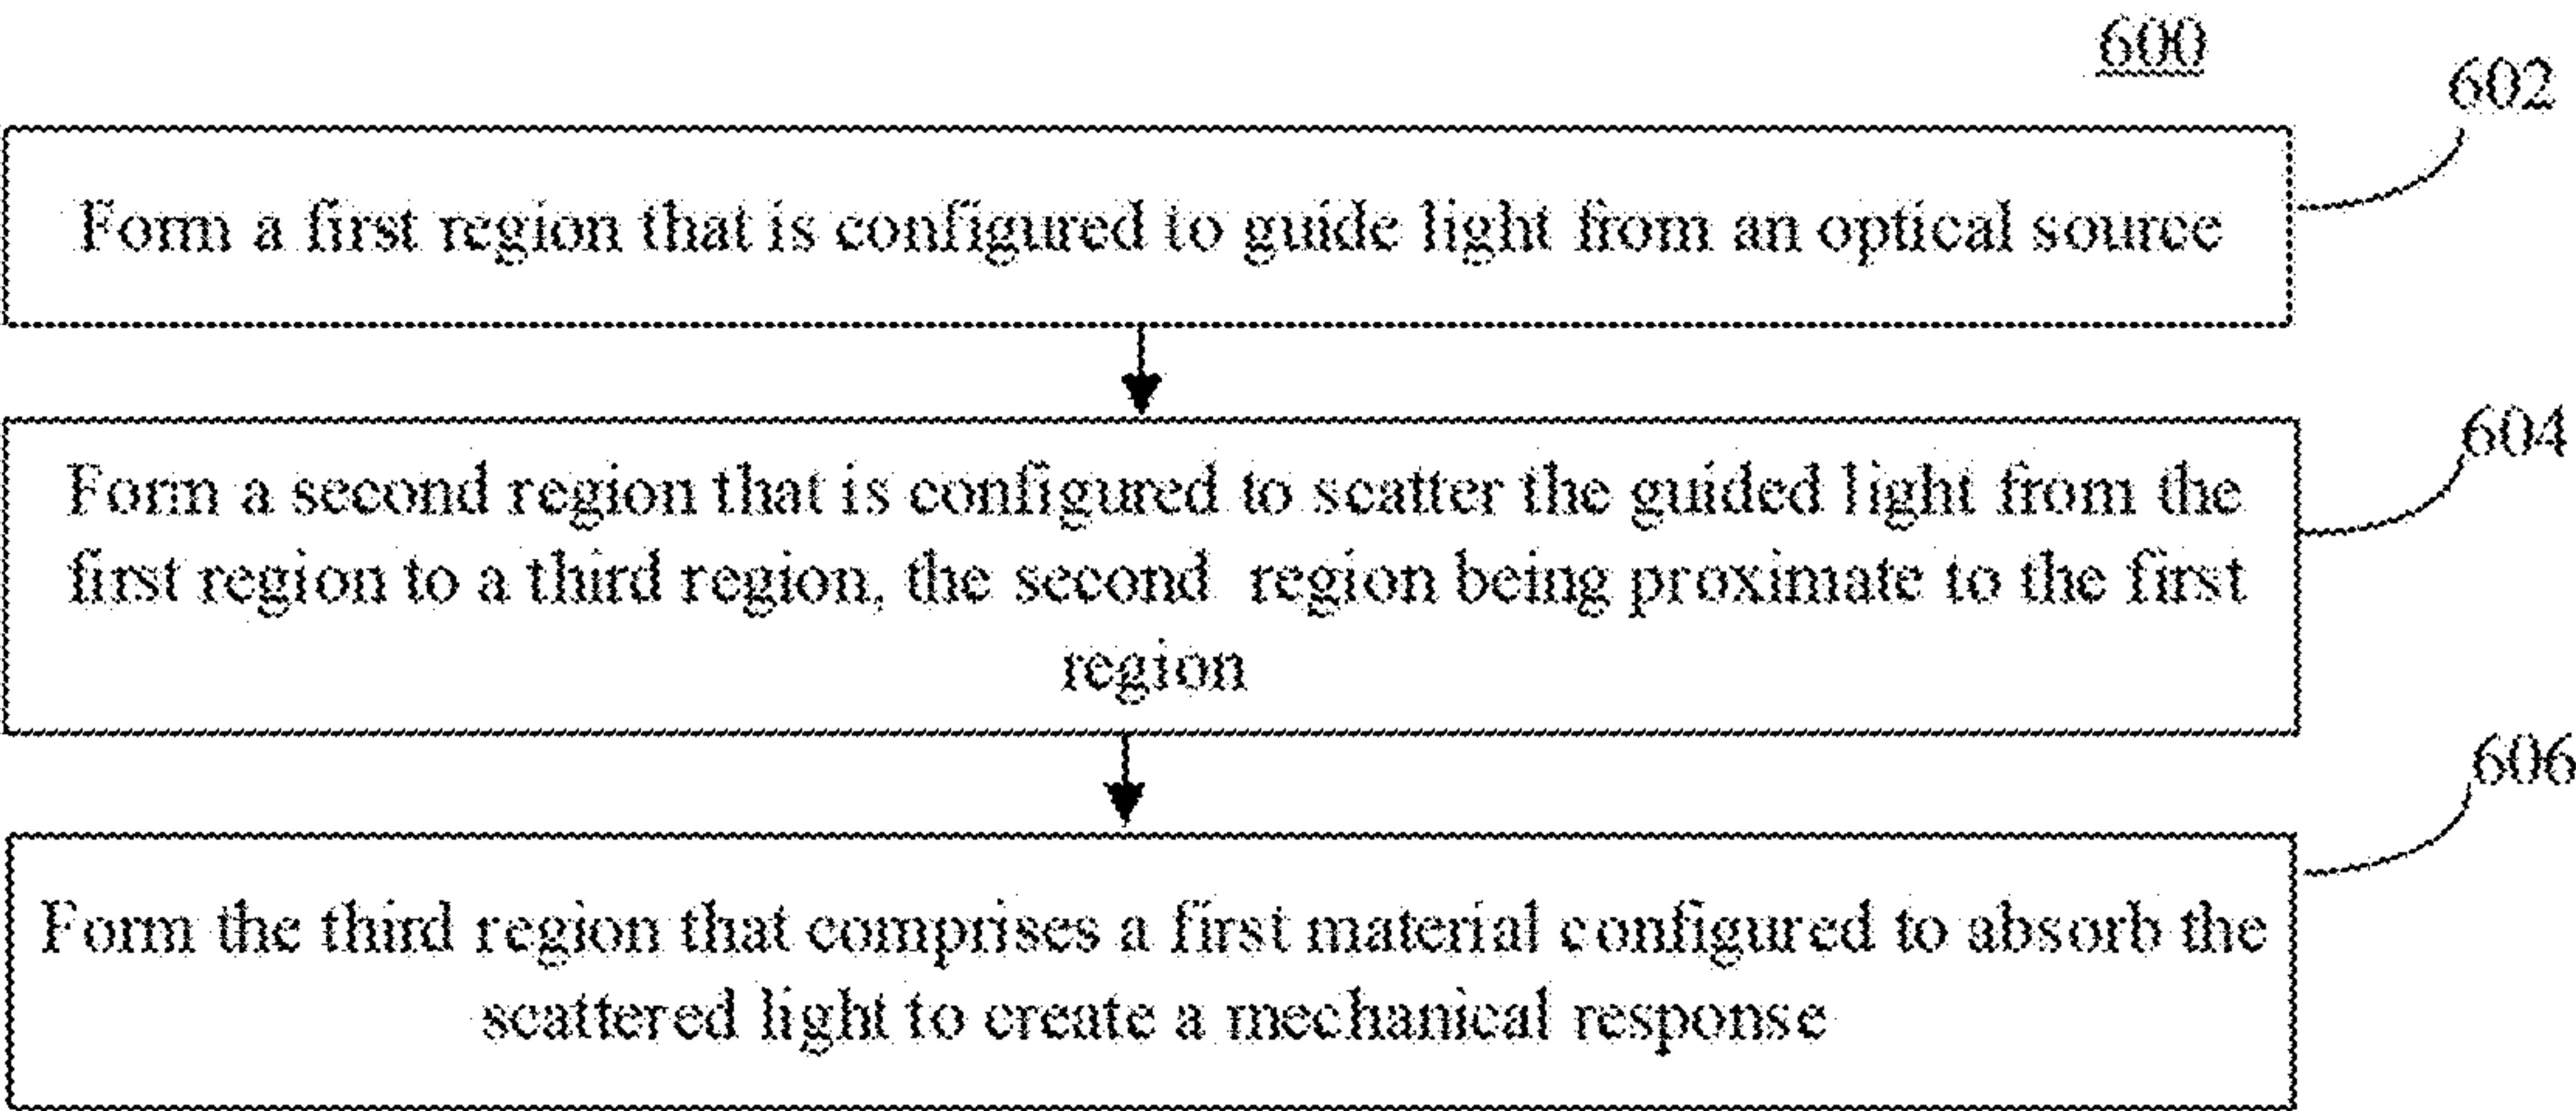 600
602
Form a first region that is configured to guide light from an optical source
604
Form a second region that is configured to scatter the guided light from the
first region to a third region, the second region being proximate to the first
region
606
Form the third region that comprises a first material configured to absorb the
scattered light to create a mechanical response